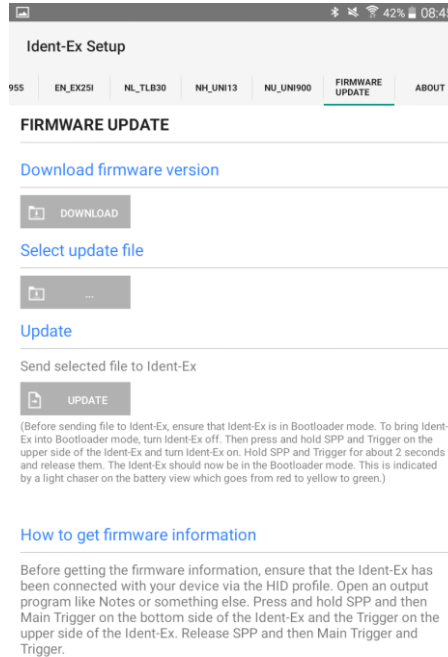 42% 08:45
Ident-Ex Setup
955 EN_EX25I NL_TLB30 NH_UNI13 NU_UNI900 FIRMWARE UPDATE ABOUT
FIRMWARE UPDATE
Download firmware version
DOWNLOAD
Select update file
...
Update
Send selected file to Ident-Ex
UPDATE
(Before sending file to Ident-Ex, ensure that Ident-Ex is in Bootloader mode. To bring Ident-
Ex into Bootloader mode, turn Ident-Ex off. Then press and hold SPP and Trigger on the
upper side of the Ident-Ex and turn Ident-Ex on. Hold SPP and Trigger for about 2 seconds
and release them. The Ident-Ex should now be in the Bootloader mode. This is indicated
by a light chaser on the battery view which goes from red to yellow to green.)
How to get firmware information
Before getting the firmware information, ensure that the Ident-Ex has
been connected with your device via the HID profile. Open an output
program like Notes or something else. Press and hold SPP and then
Main Trigger on the bottom side of the Ident-Ex and the Trigger on the
upper side of the Ident-Ex. Release SPP and then Main Trigger and
Trigger.